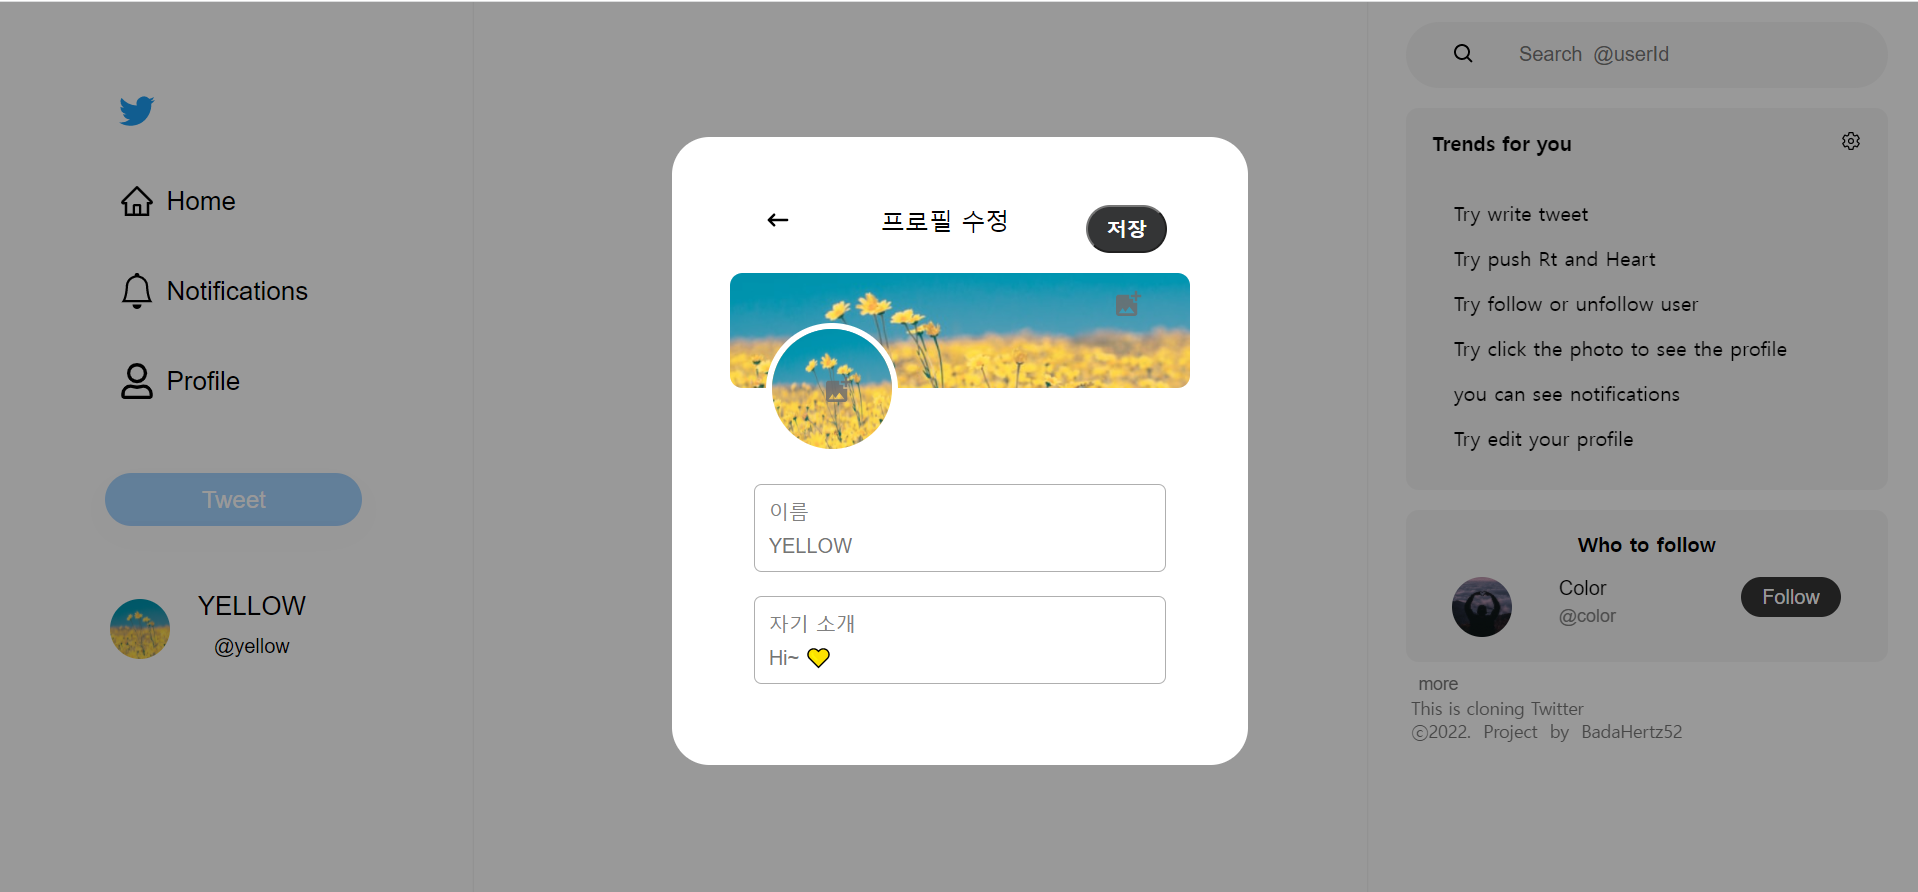 Home
Notifications
Profile
Tweet
YELLOW
@yellow
프로필 수정
저장
이름
YELLOW
자기 소개
Hi~ 💛
Search @userId
Trends for you
Try write tweet
Try push Rt and Heart
Try follow or unfollow user
Try click the photo to see the profile
you can see notifications
Try edit your profile
Who to follow
Color
@color
Follow
more
This is cloning Twitter
©2022. Project by BadaHertz52